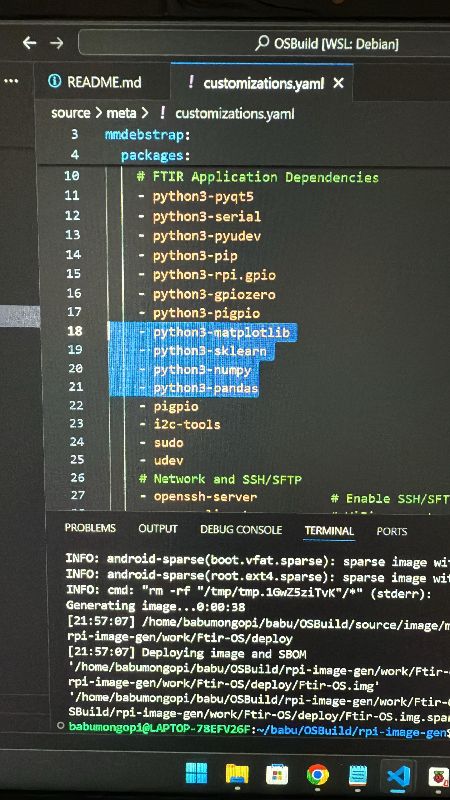 OSBuild [WSL: Debian]
README.md
! customizations.yaml
source > meta > ! customizations.yaml
3 mmdebstrap:
4 packages:
10 # FTIR Application Dependencies
11 - python3-pyqt5
12 - python3-serial
13 - python3-pyudev
14 - python3-pip
15 - python3-rpi.gpio
16 - python3-gpiozero
17 - python3-pigpio
18 - python3-matplotlib
19 - python3-sklearn
20 - python3-numpy
21 - python3-pandas
22 - pigpio
23 - i2c-tools
24 - sudo
25 - udev
26 # Network and SSH/SFTP
27 - openssh-server # Enable SSH/SFT
PROBLEMS OUTPUT DEBUG CONSOLE TERMINAL PORTS
INFO: android-sparse(boot.vfat.sparse): sparse image wit
INFO: android-sparse(root.ext4.sparse): sparse image wit
INFO: cmd: "rm -rf "/tmp/tmp.1GwZ5ziTvK"/*" (stderr):
Generating image...0:00:38
[21:57:07] /home/babumongopi/babu/OSBuild/source/image/m
rpi-image-gen/work/Ftir-OS/deploy
[21:57:07] Deploying image and SBOM
'/home/babumongopi/babu/OSBuild/rpi-image-gen/work/Ftir-
rpi-image-gen/work/Ftir-OS/deploy/Ftir-OS.img'
'/home/babumongopi/babu/OSBuild/rpi-image-gen/work/Ftir-
SBuild/rpi-image-gen/work/Ftir-OS/deploy/Ftir-OS.img.spa
babumongopi@LAPTOP-78EFV26F:~/babu/OSBuild/rpi-image-gen$